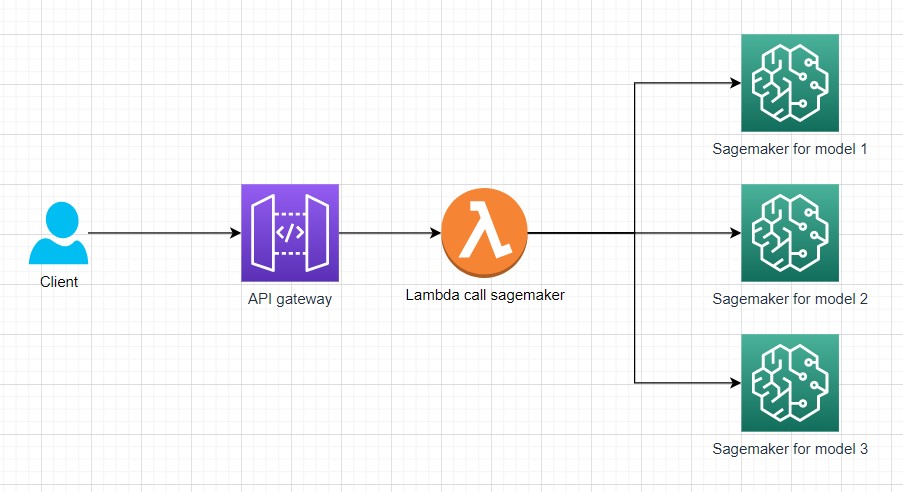 Sagemaker for model 1
</>
Client
API gateway
Lambda call sagemaker
Sagemaker for model 2
Sagemaker for model 3